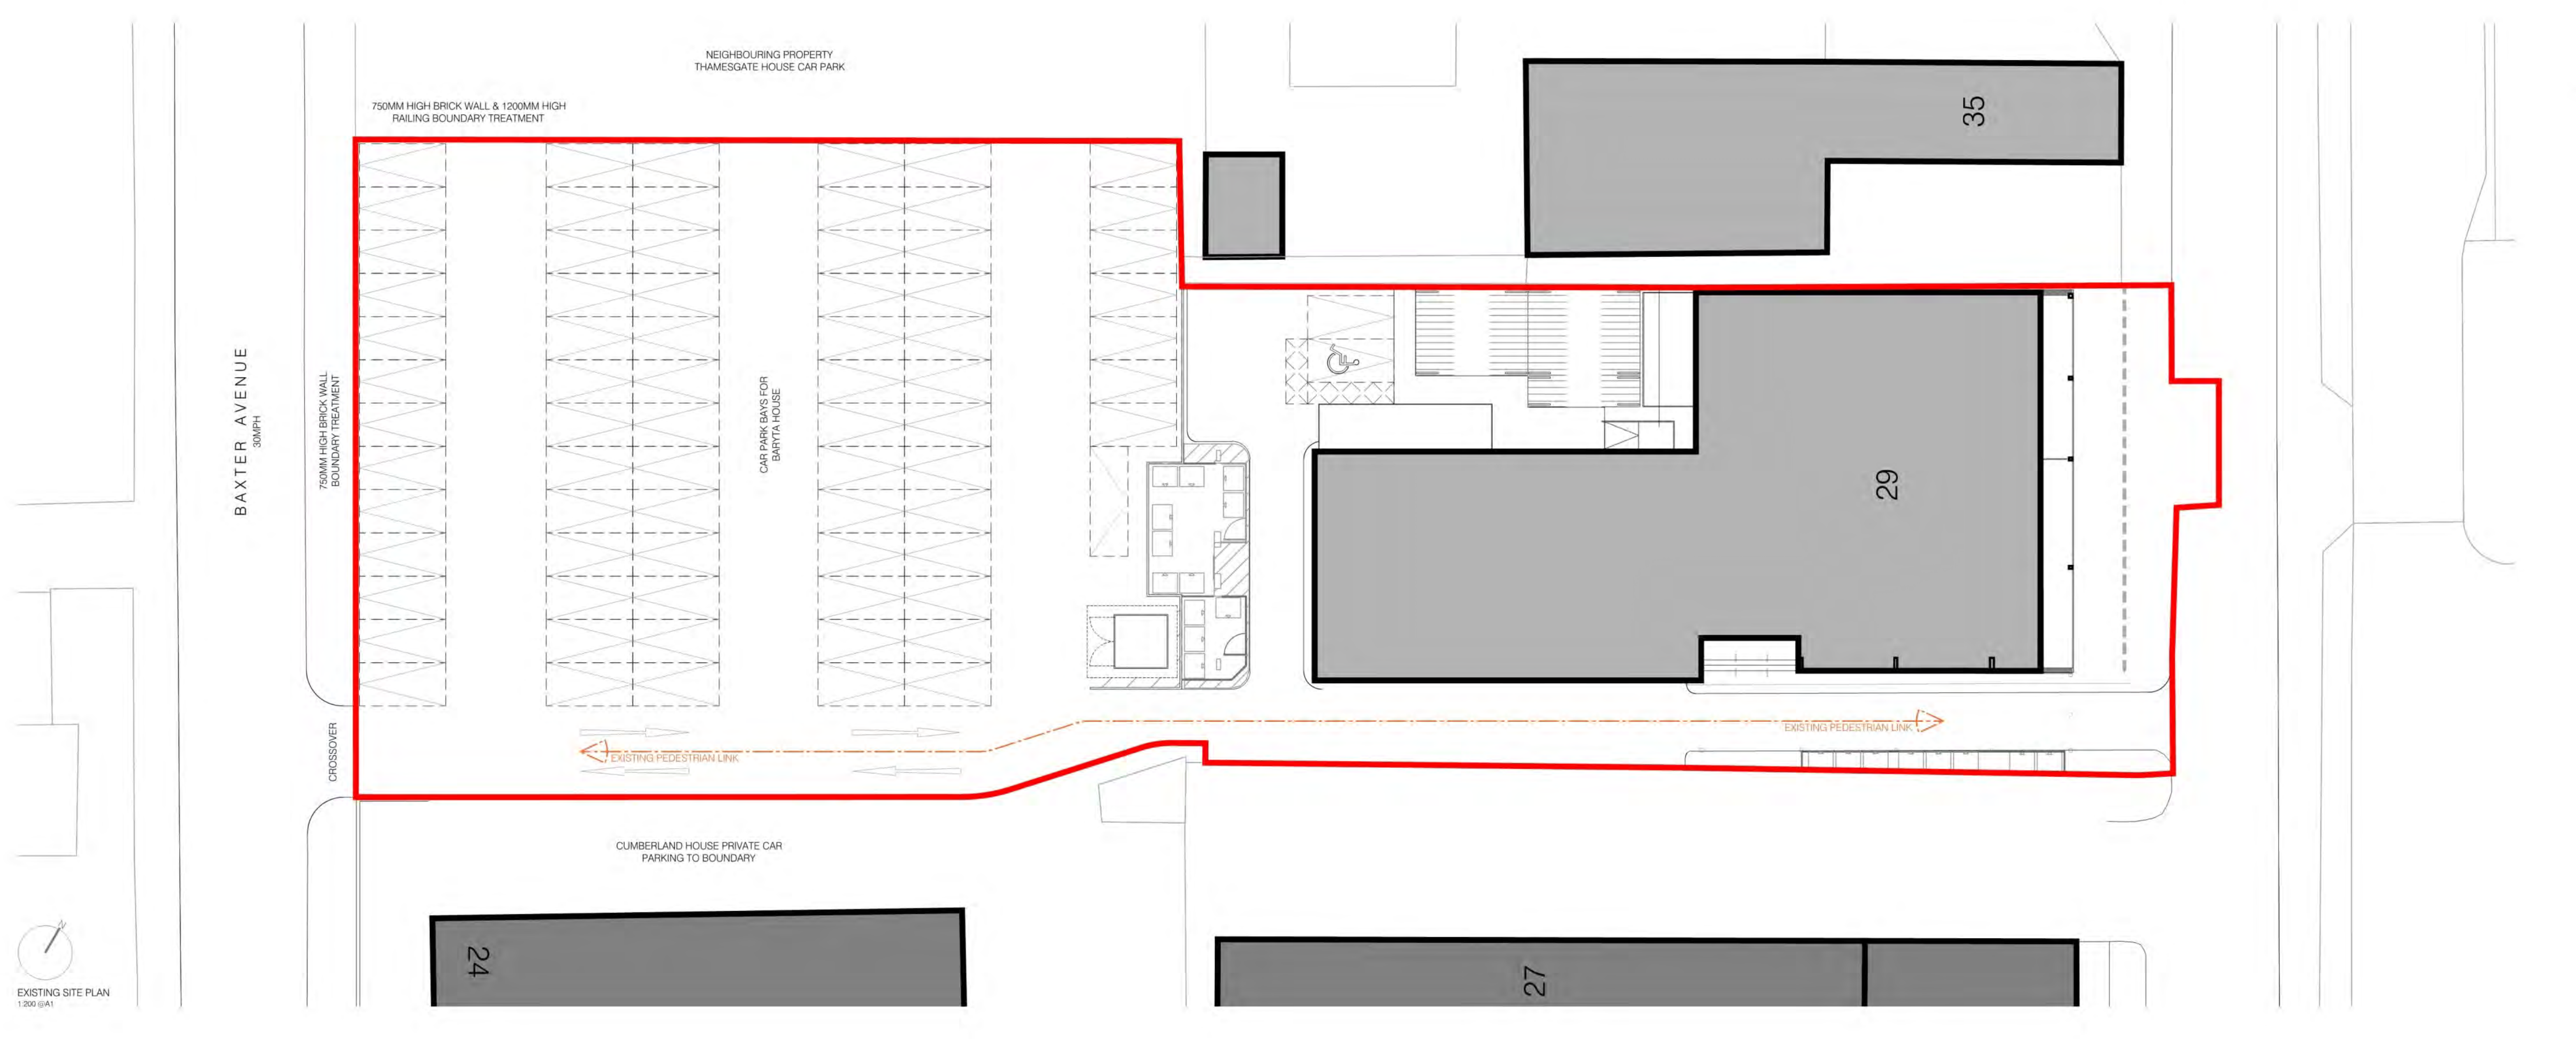 NEIGHBOURING PROPERTY
THAMESGATE HOUSE CAR PARK
750MM HIGH BRICK WALL & 1200MM HIGH
RAILING BOUNDARY TREATMENT
35
BAXTER AVENUE
30MPH
750MM HIGH BRICK WALL
BOUNDARY TREATMENT
CAR PARK BAYS FOR
BARYTA HOUSE
29
CROSSOVER
EXISTING PEDESTRIAN LINK
EXISTING PEDESTRIAN LINK
CUMBERLAND HOUSE PRIVATE CAR
PARKING TO BOUNDARY
24
27
N
EXISTING SITE PLAN
1:200 @A1